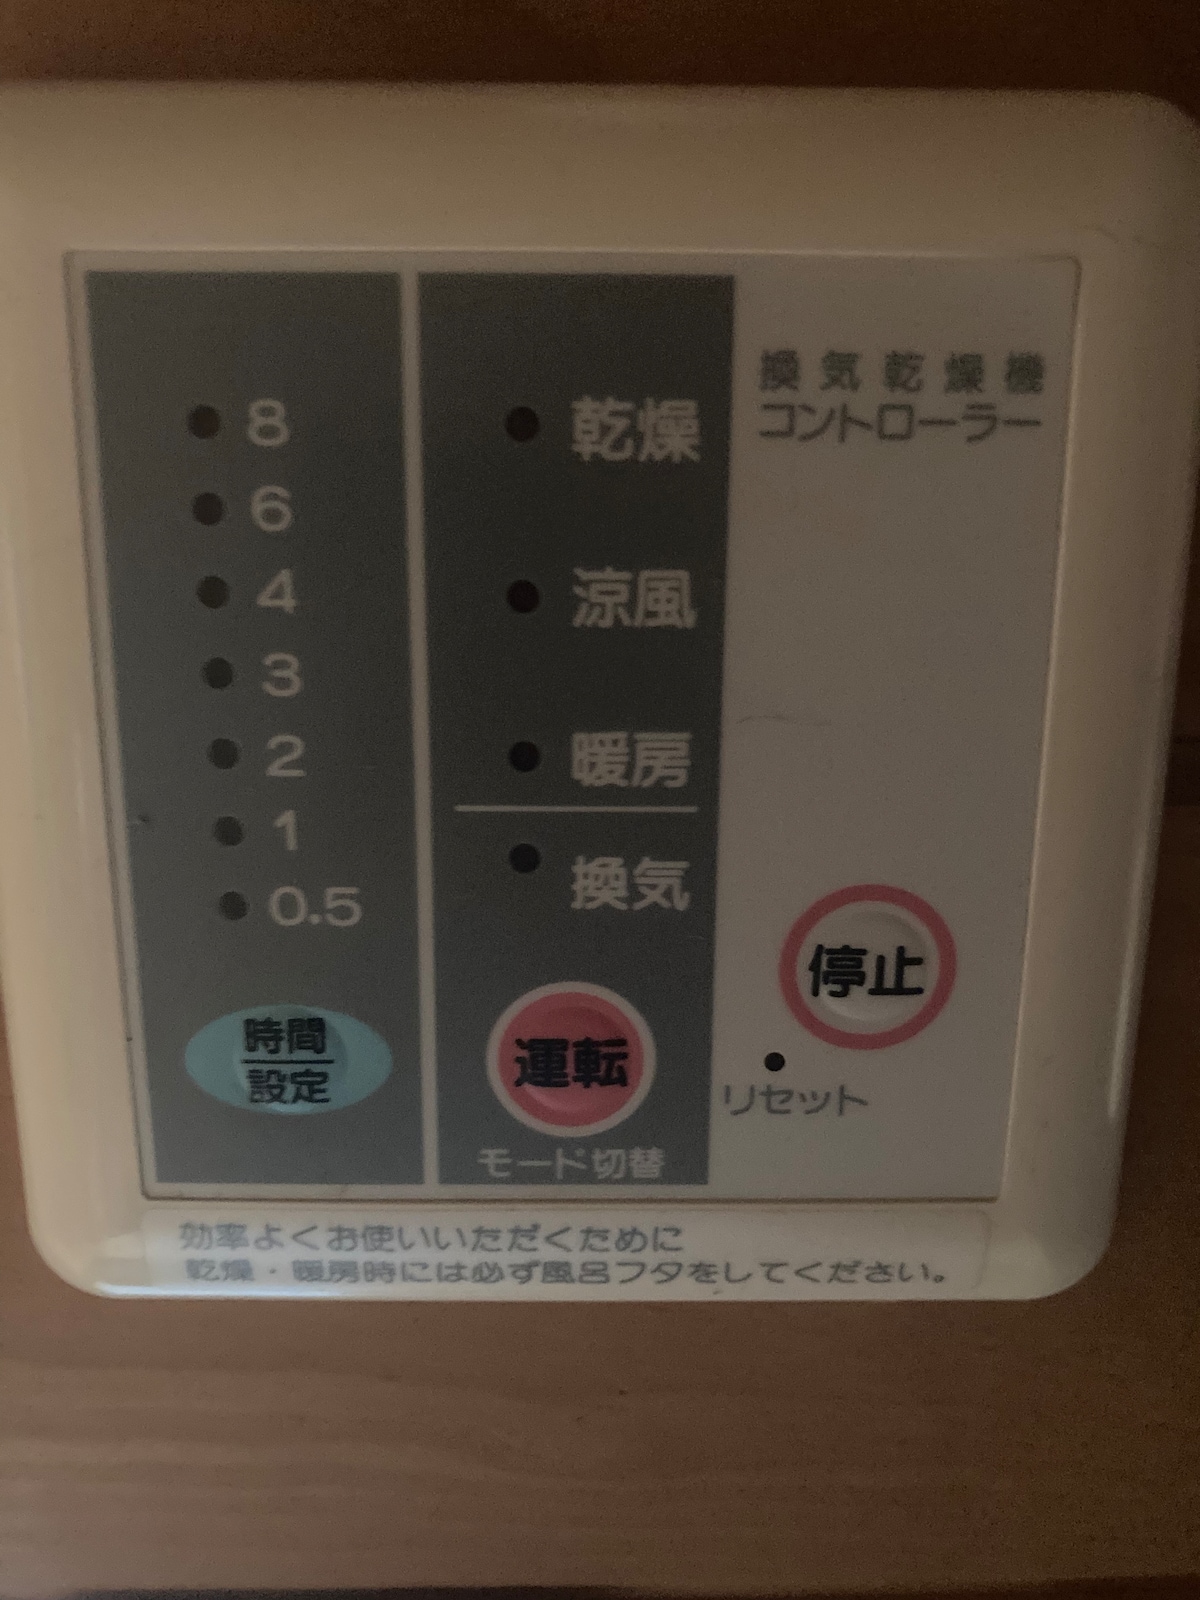 8
6
4
3
2
1
0.5
時間
設定
乾燥
涼風
暖房
換気
運転
モード切替
換気乾燥機
コントローラー
停止
リセット
効率よくお使いいただくために
乾燥・暖房時には必ず風呂フタをしてください。